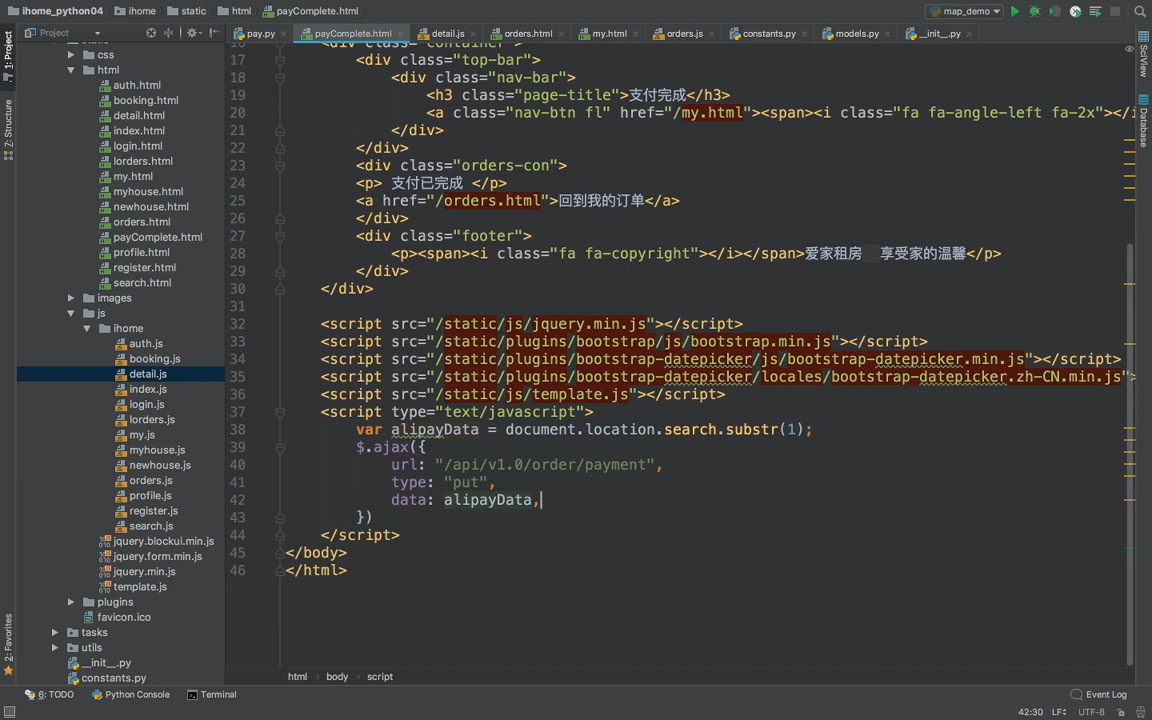 ihome_python04 ihome static html payComplete.html map_demo
Project pay.py payComplete.html detail.js orders.html my.html orders.js constants.py models.py __init__.py
1: Project
Z: Structure
2: Favorites
SciView
Database
css
html
auth.html
booking.html
detail.html
index.html
login.html
lorders.html
my.html
myhouse.html
newhouse.html
orders.html
payComplete.html
profile.html
register.html
search.html
images
js
ihome
auth.js
booking.js
detail.js
index.js
login.js
lorders.js
my.js
myhouse.js
newhouse.js
orders.js
profile.js
register.js
search.js
jquery.blockui.min.js
jquery.form.min.js
jquery.min.js
template.js
plugins
favicon.ico
tasks
utils
__init__.py
constants.py
16 <div class="container">
17 <div class="top-bar">
18 <div class="nav-bar">
19 <h3 class="page-title">支付完成</h3>
20 <a class="nav-btn fl" href="/my.html"><span><i class="fa fa-angle-left fa-2x"></i
21 </div>
22 </div>
23 <div class="orders-con">
24 <p> 支付已完成 </p>
25 <a href="/orders.html">回到我的订单</a>
26 </div>
27 <div class="footer">
28 <p><span><i class="fa fa-copyright"></i></span>爱家租房 享受家的温馨</p>
29 </div>
30 </div>
31
32 <script src="/static/js/jquery.min.js"></script>
33 <script src="/static/plugins/bootstrap/js/bootstrap.min.js"></script>
34 <script src="/static/plugins/bootstrap-datepicker/js/bootstrap-datepicker.min.js"></script>
35 <script src="/static/plugins/bootstrap-datepicker/locales/bootstrap-datepicker.zh-CN.min.js">
36 <script src="/static/js/template.js"></script>
37 <script type="text/javascript">
38 var alipayData = document.location.search.substr(1);
39 $.ajax({
40 url: "/api/v1.0/order/payment",
41 type: "put",
42 data: alipayData,
43 })
44 </script>
45 </body>
46 </html>
html body script
6: TODO Python Console Terminal Event Log
42:30 LF UTF-8